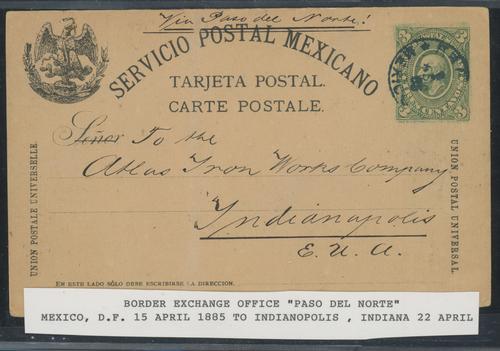 Via Paso del Norte!
SERVICIO POSTAL MEXICANO
TARJETA POSTAL.
CARTE POSTALE.
Señor To the
Atlas Iron Works Company
Indianapolis
E. U. A.
UNION POSTALE UNIVERSELLE
UNION POSTAL UNIVERSAL
EN ESTE LADO SÓLO DEBE ESCRIBIRSE LA DIRECCION.
BORDER EXCHANGE OFFICE "PASO DEL NORTE"
MEXICO, D.F. 15 APRIL 1885 TO INDIANOPOLIS , INDIANA 22 APRIL